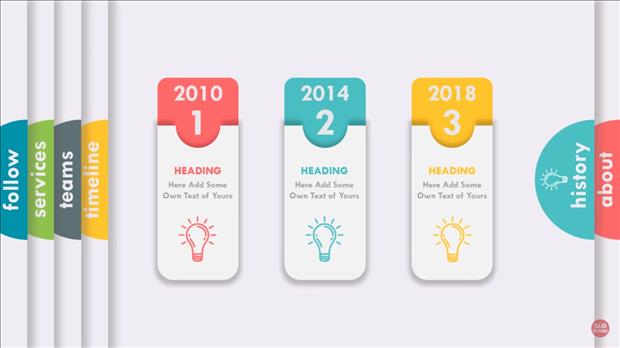 follow
services
teams
timeline
2010
1
HEADING
Here Add Some
Own Text of Yours
2014
2
HEADING
Here Add Some
Own Text of Yours
2018
3
HEADING
Here Add Some
Own Text of Yours
history
about
SUB
SCRIBE